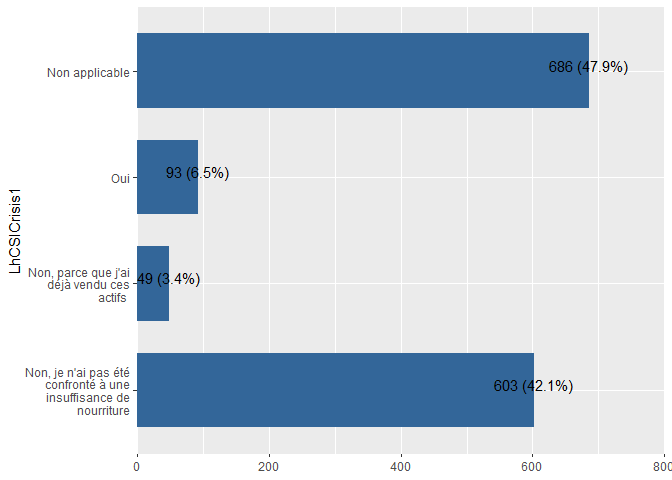 LhCSICrisis1
Non applicable
686 (47.9%)
Oui
93 (6.5%)
Non, parce que j'ai
déjà vendu ces
actifs
49 (3.4%)
Non, je n'ai pas été
confronté à une
insuffisance de
nourriture
603 (42.1%)
0 200 400 600 800